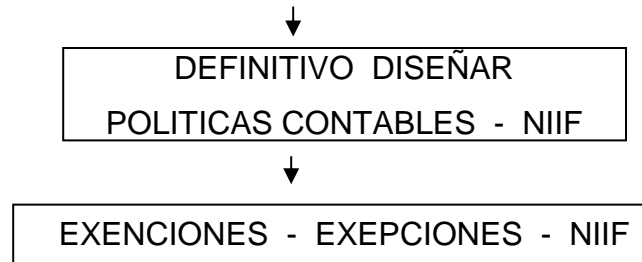 DEFINITIVO DISEÑAR
POLITICAS CONTABLES - NIIF
EXENCIONES - EXEPCIONES - NIIF